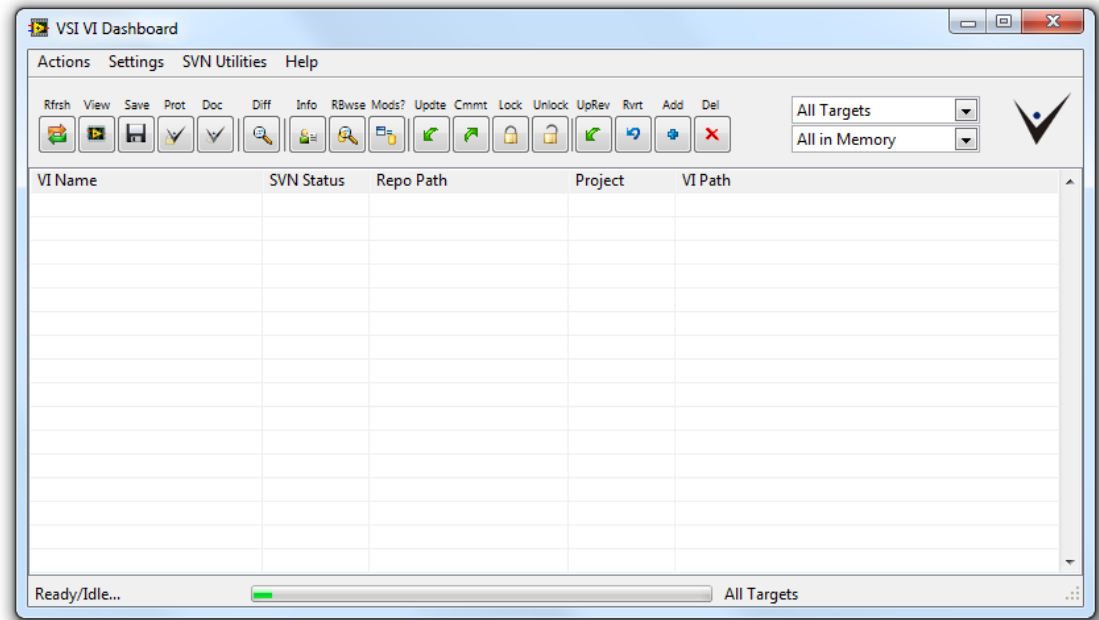 VSI VI Dashboard
Actions Settings SVN Utilities Help
Rfrsh View Save Prot Doc Diff Info RBwse Mods? Updte Cmmt Lock Unlock UpRev Rvrt Add Del
All Targets
All in Memory
VI Name SVN Status Repo Path Project VI Path
Ready/Idle... All Targets